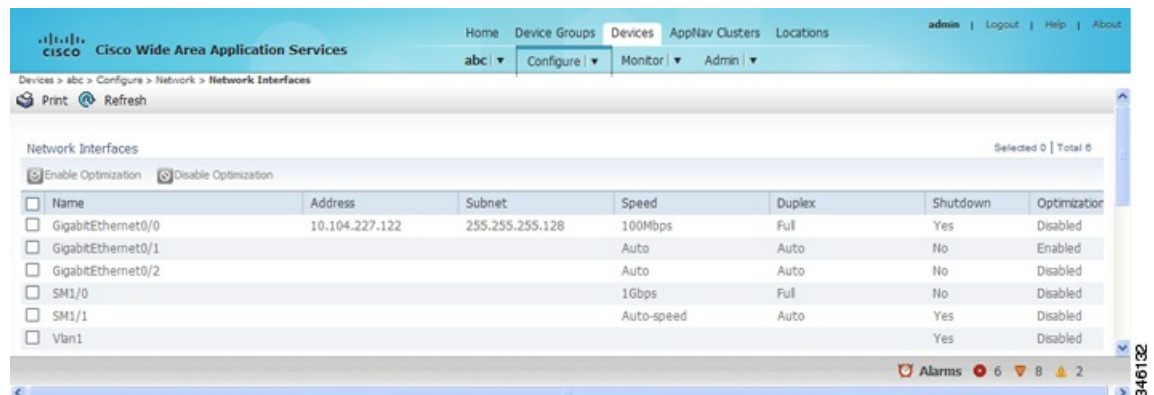 Home Device Groups Devices AppNav Clusters Locations
admin | Logout | Help | About
CISCO Cisco Wide Area Application Services
abc | Configure | Monitor | Admin |
Devices > abc > Configure > Network > Network Interfaces
Print Refresh
Network Interfaces
Selected 0 | Total 6
Enable Optimization Disable Optimization
Name Address Subnet Speed Duplex Shutdown Optimization
GigabitEthernet0/0 10.104.227.122 255.255.255.128 100Mbps Full Yes Disabled
GigabitEthernet0/1 Auto Auto No Enabled
GigabitEthernet0/2 Auto Auto No Disabled
SM1/0 1Gbps Full No Disabled
SM1/1 Auto-speed Auto Yes Disabled
Vlan1 Yes Disabled
Alarms 6 8 2
346132